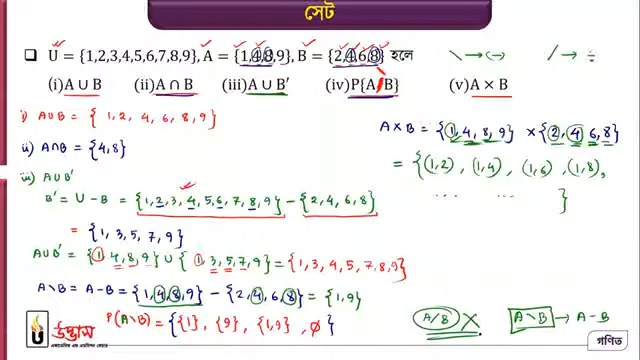 সেট
U = {1,2,3,4,5,6,7,8,9}, A = {1,4,8,9}, B = {2,4,6,8} হলে
(i) A ∪ B (ii) A ∩ B (iii) A ∪ B′ (iv) P{A \ B} (v) A × B
\ → (−) / → ÷
i) A∪B = { 1, 2, 4, 6, 8, 9 }
ii) A∩B = {4,8}
iii) A∪B′
B′ = U − B = {1,2,3,4,5,6,7,8,9} − {2,4,6,8}
= {1, 3, 5, 7, 9}
A∪B′ = {1,4,8,9} ∪ {1,3,5,7,9} = {1,3,4,5,7,8,9}
A\B = A−B = {1,4,8,9} − {2,4,6,8} = {1,9}
P(A\B) = {{1}, {9}, {1,9}, ∅}
A×B = {1,4,8,9} × {2,4,6,8}
= {(1,2), (1,4), (1,6), (1,8),
... ... }
A/B × A\B → A−B
উদ্ভাস
একাডেমিক এন্ড এডমিশন কেয়ার
গণিত